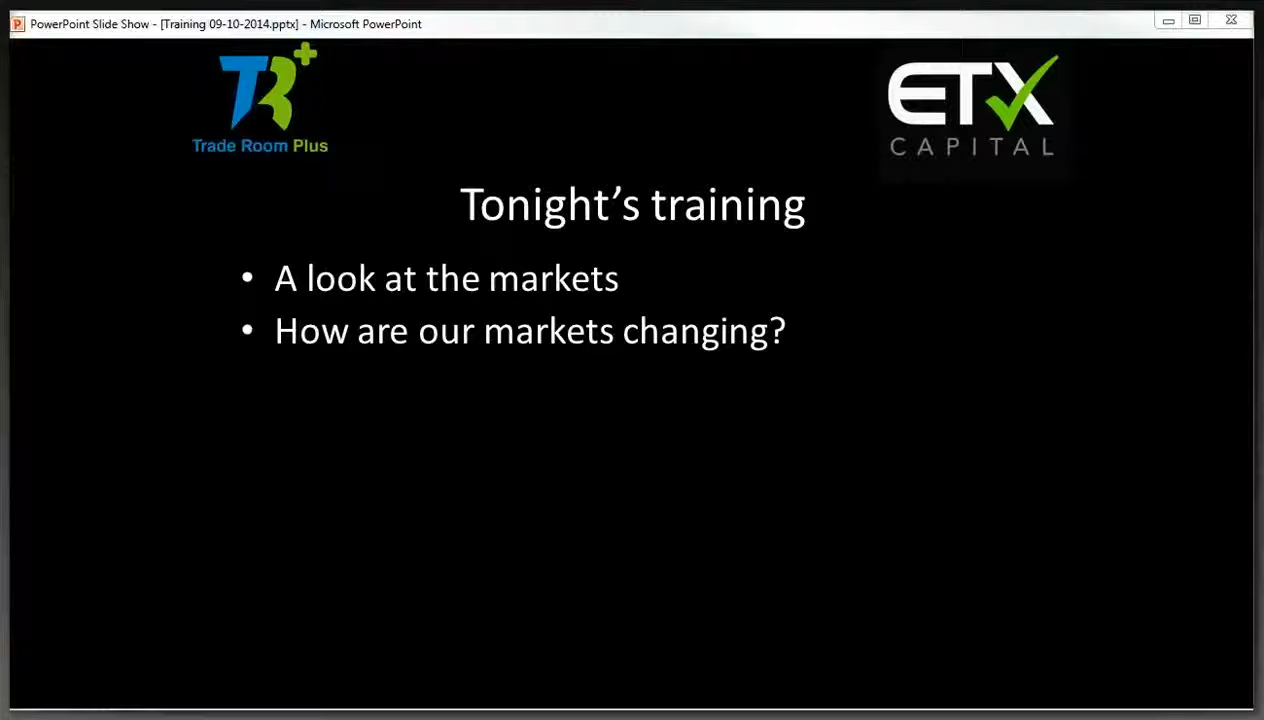 PowerPoint Slide Show - [Training 09-10-2014.pptx] - Microsoft PowerPoint
TR+
Trade Room Plus
ETX
CAPITAL
Tonight's training
• A look at the markets
• How are our markets changing?